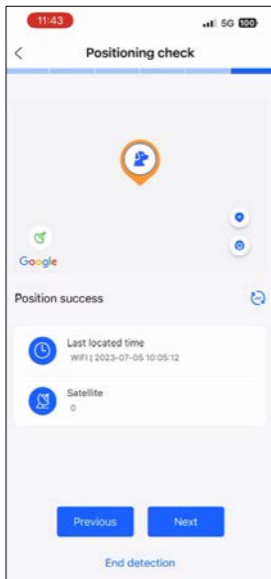 11:43
5G 100
Positioning check
Google
Position success
Last located time
WIFI | 2023-07-05 10:05:12
Satellite
0
Previous
Next
End detection